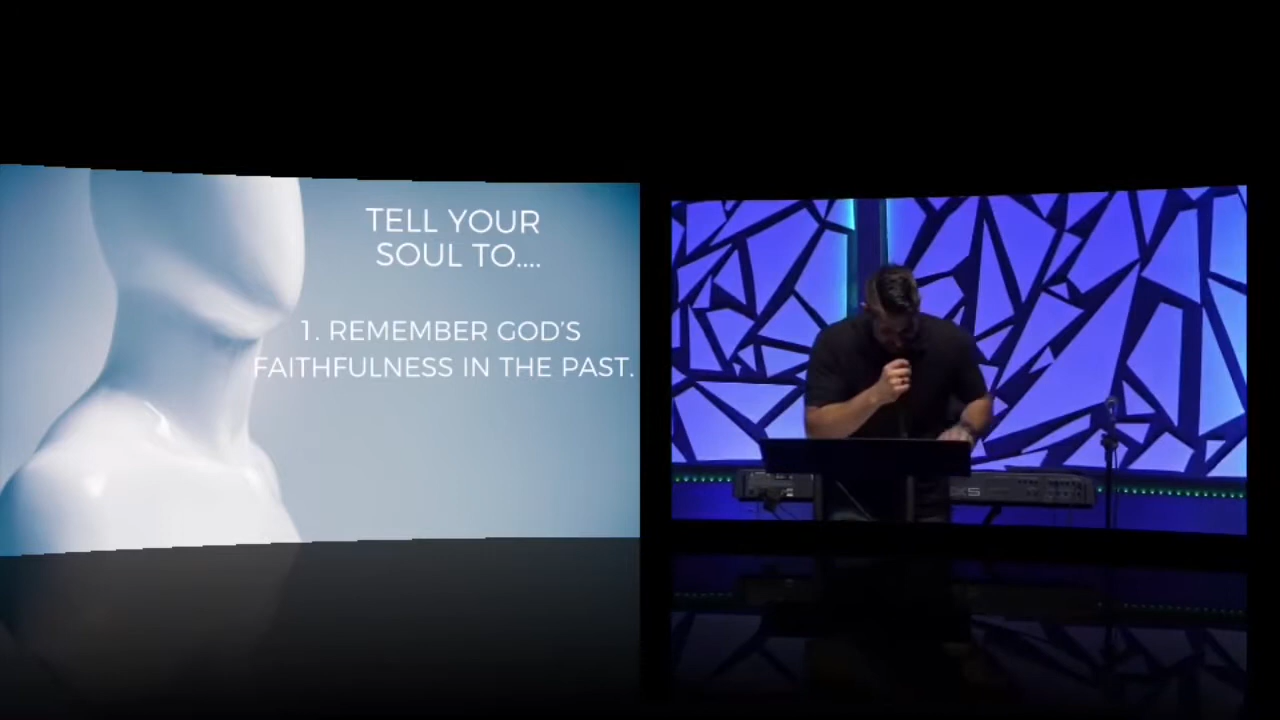 TELL YOUR
SOUL TO....
1. REMEMBER GOD'S
FAITHFULNESS IN THE PAST.